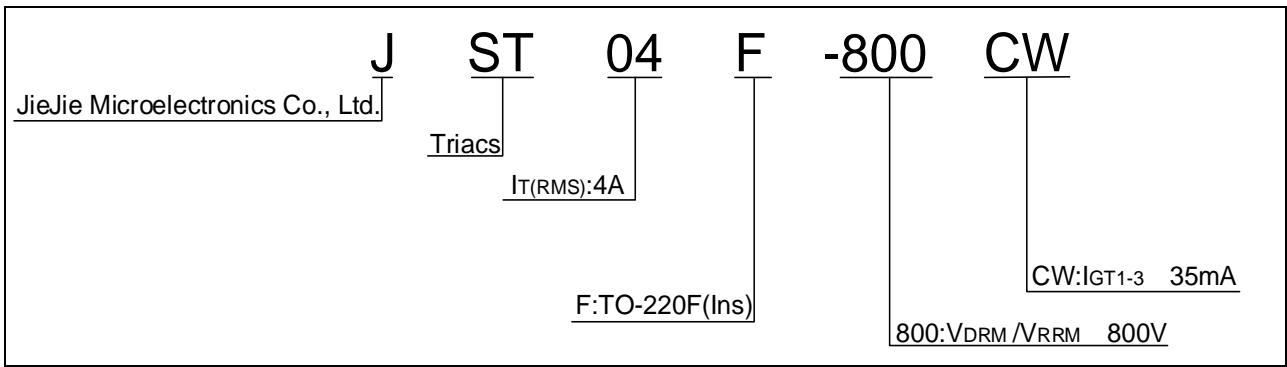 J ST 04 F -800 CW
JieJie Microelectronics Co., Ltd.
Triacs
IT(RMS):4A
CW:IGT1-3 35mA
F:TO-220F(Ins)
800:VDRM /VRRM 800V